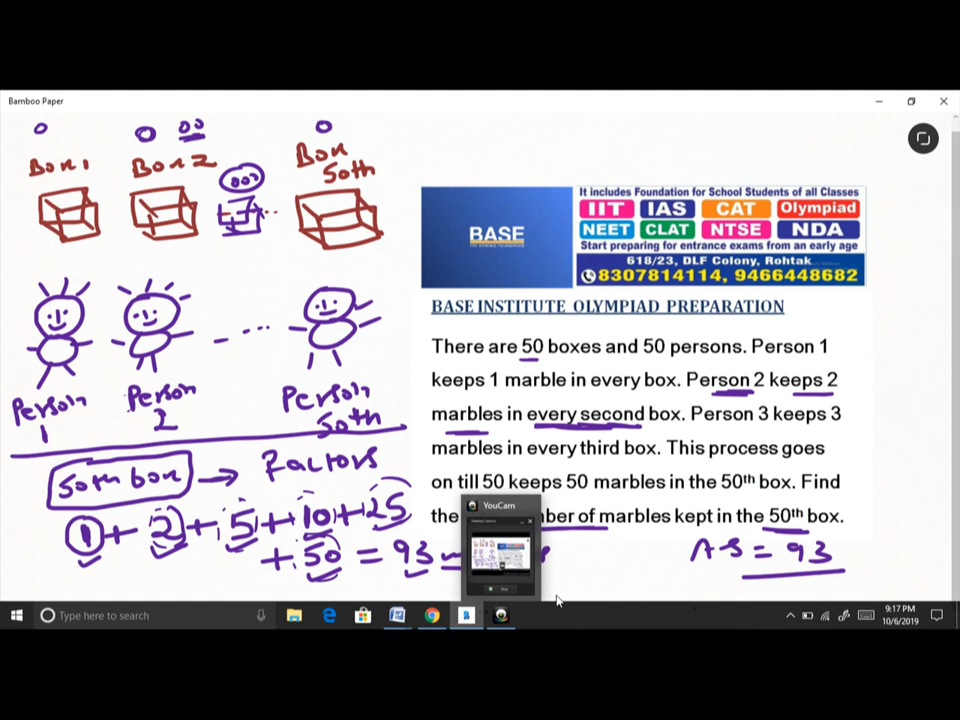 Bamboo Paper
Box 1
Box 2
Box
50th
Person
1
Person
2
Person
50th
50th box → Factors
1 + 2 + 5 + 10 + 25
+ 50 = 93
BASE
It includes Foundation for School Students of all Classes
IIT IAS CAT Olympiad
NEET CLAT NTSE NDA
Start preparing for entrance exams from an early age
618/23, DLF Colony, Rohtak
8307814114, 9466448682
BASE INSTITUTE OLYMPIAD PREPARATION
There are 50 boxes and 50 persons. Person 1
keeps 1 marble in every box. Person 2 keeps 2
marbles in every second box. Person 3 keeps 3
marbles in every third box. This process goes
on till 50 keeps 50 marbles in the 50th box. Find
the mber of marbles kept in the 50th box.
AS = 93
YouCam
Type here to search
9:17 PM
10/6/2019